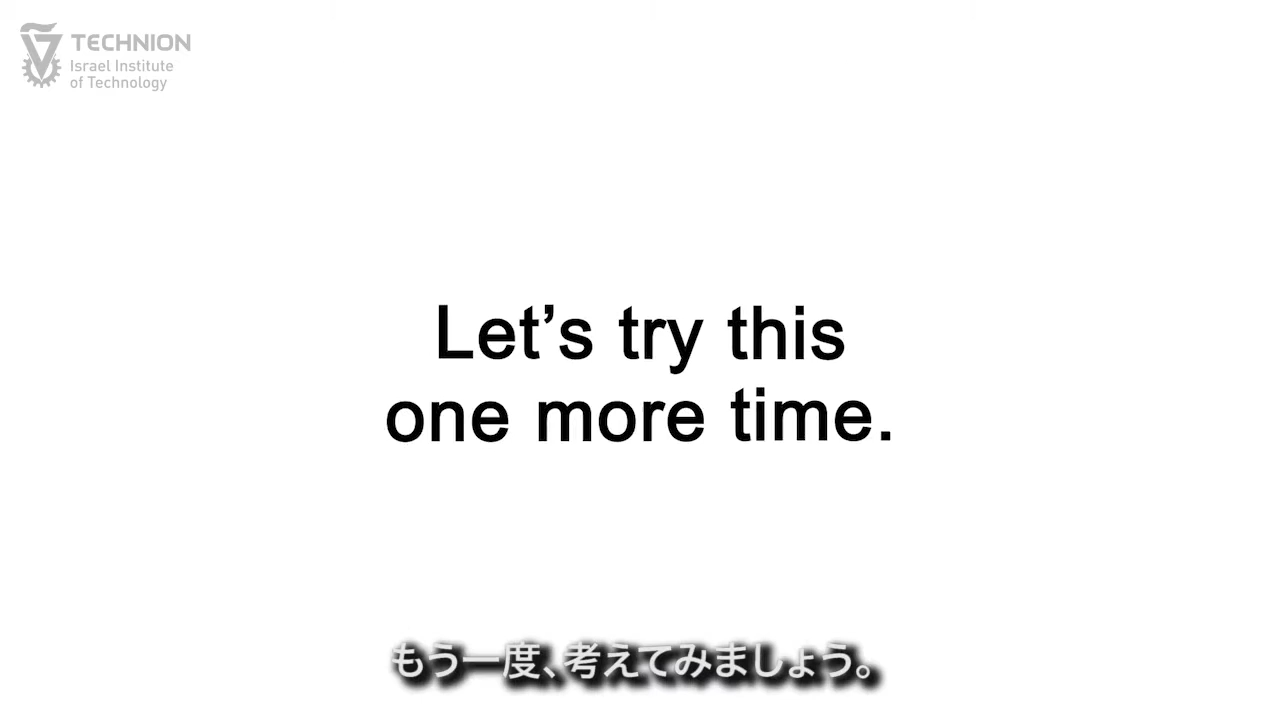 TECHNION
Israel Institute
of Technology
Let’s try this
one more time.
もう一度、考えてみましょう。